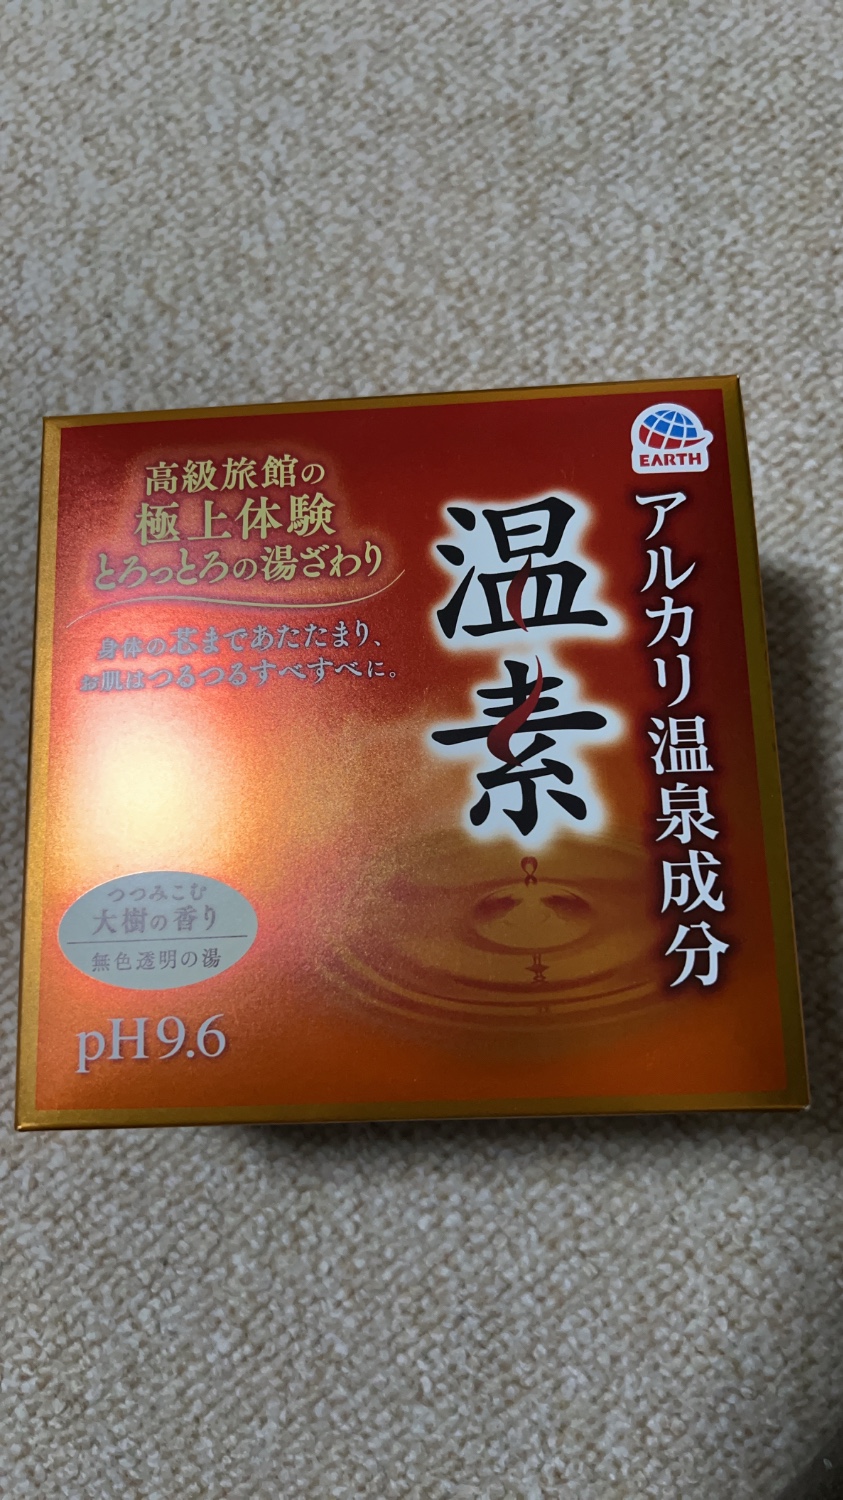 EARTH
アルカリ温泉成分
温素
高級旅館の
極上体験
とろっとろの湯ざわり
身体の芯まであたたまり、
お肌はつるつるすべすべに。
つつみこむ
大樹の香り
無色透明の湯
pH9.6